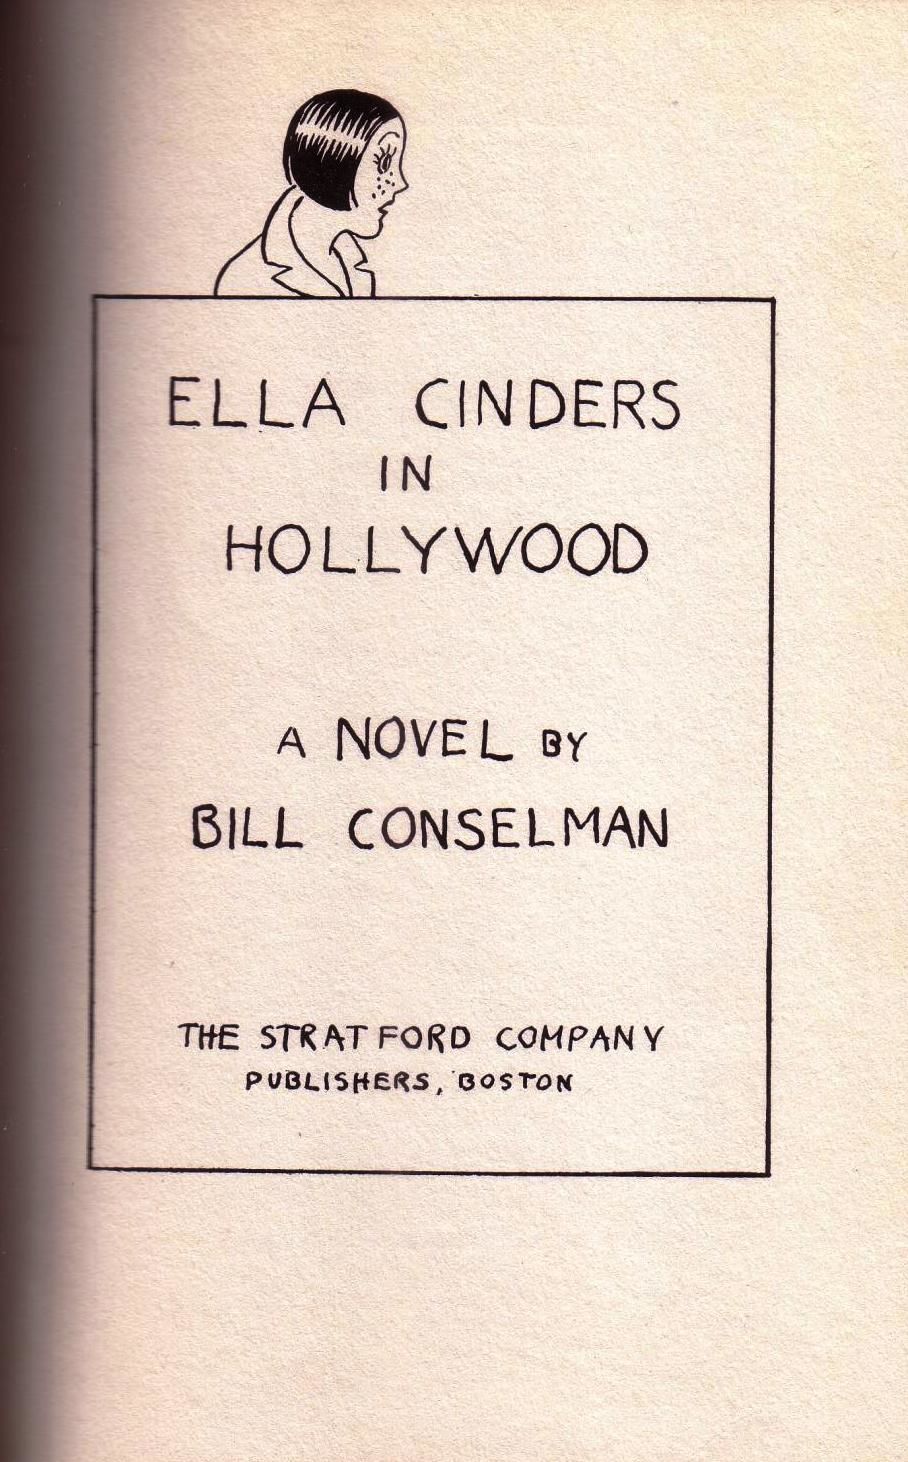 ELLA CINDERS
IN
HOLLYWOOD
A NOVEL BY
BILL CONSELMAN
THE STRATFORD COMPANY
PUBLISHERS, BOSTON